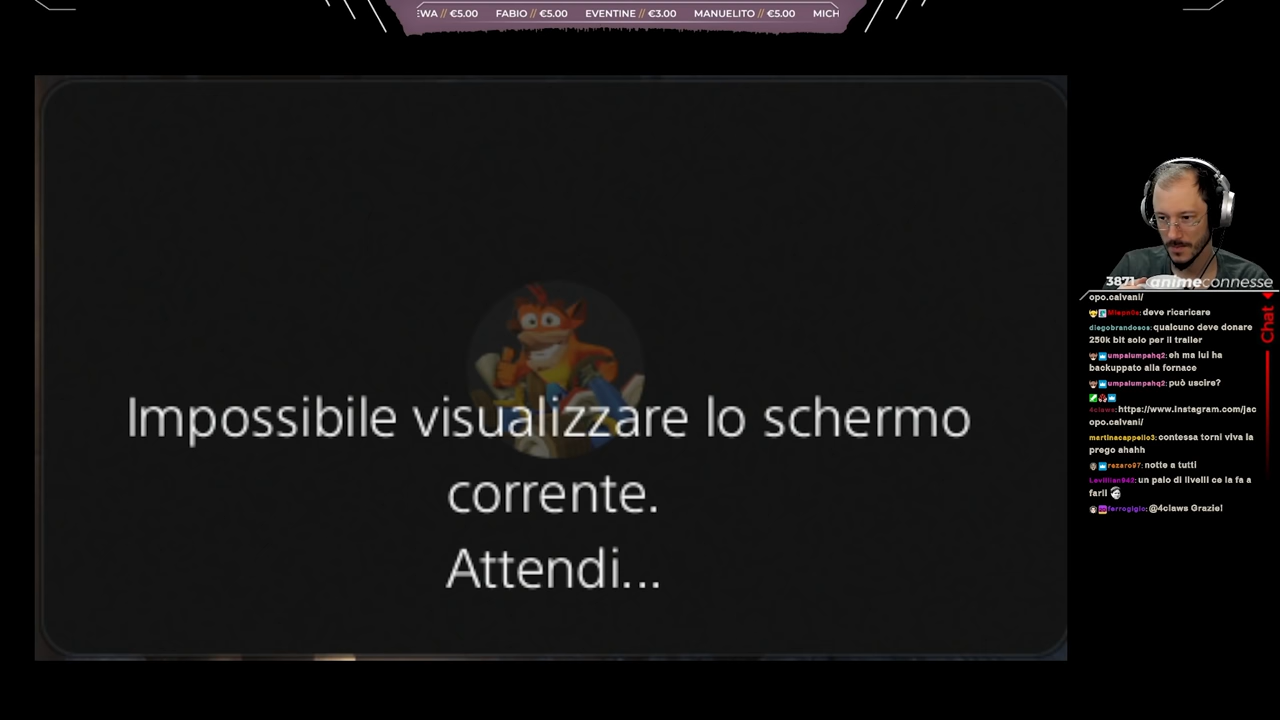 EWA // €5.00 FABIO // €5.00 EVENTINE // €3.00 MANUELITO // €5.00 MICH
Impossibile visualizzare lo schermo
corrente.
Attendi...
3871 animeconnesse
Chat
opo.calvani/
deve ricaricare
diegobrandosos: qualcuno deve donare
250k bit solo per il trailer
umpalumpahq2: eh ma lui ha
backuppato alla fornace
umpalumpahq2: può uscire?
4claws: https://www.instagram.com/jac
opo.calvani/
martinacappello3: contessa torni viva la
prego ahahh
razaro97: notte a tutti
un paio di livelli ce la fa a
farli
ferrogigio: @4claws Grazie!